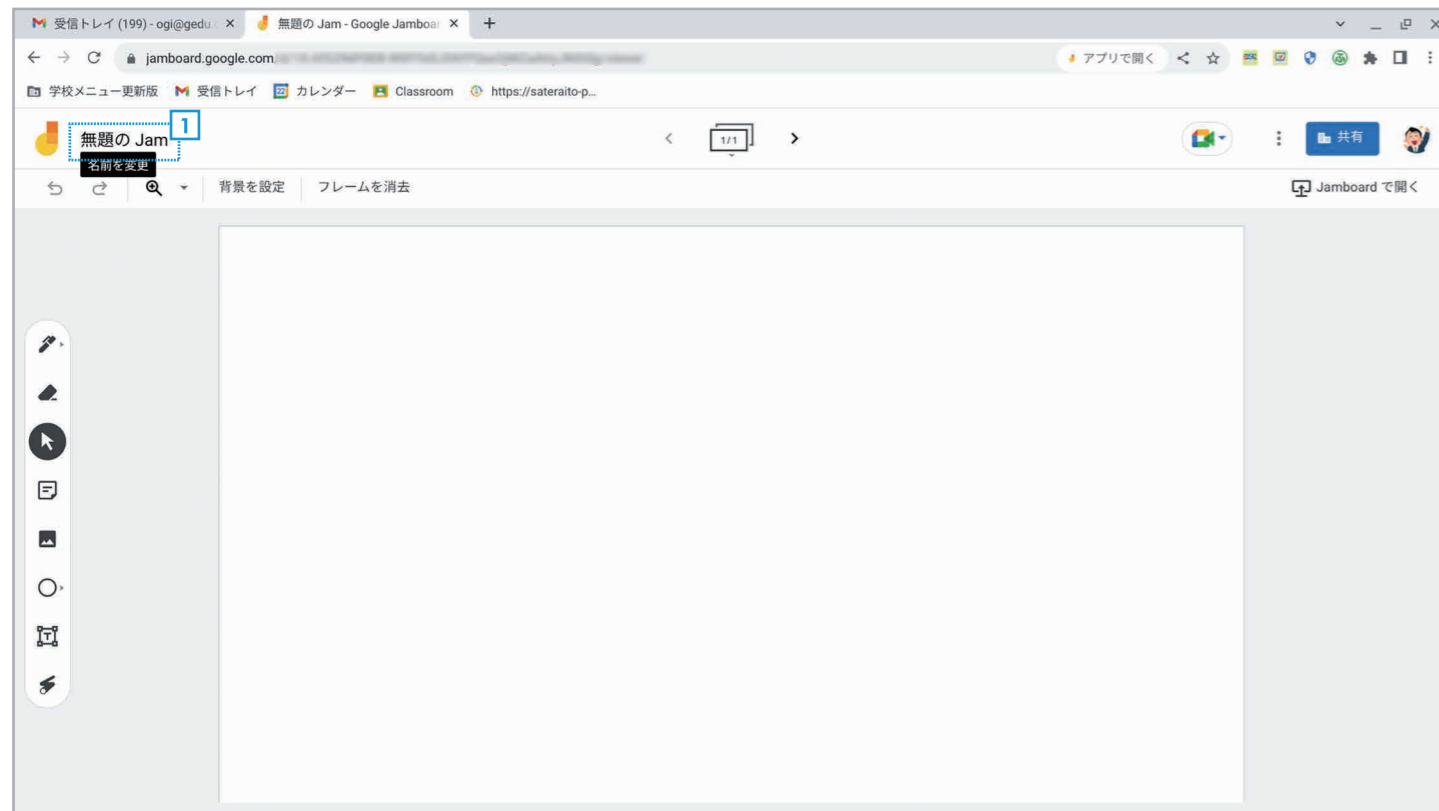 受信トレイ (199) - ogi@gedu.
無題の Jam - Google Jamboar
jamboard.google.com
アプリで開く
学校メニュー更新版 受信トレイ カレンダー Classroom https://sateraito-p...
無題の Jam
1
1/1
共有
名前を変更
背景を設定 フレームを消去
Jamboard で開く